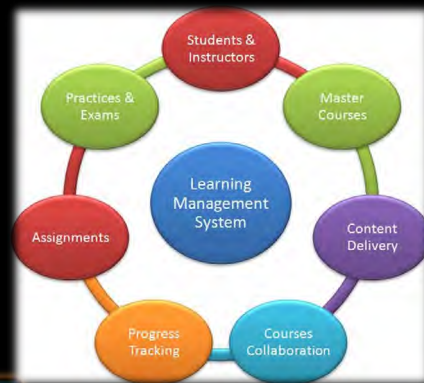 Students &
Instructors
Master
Courses
Content
Delivery
Courses
Collaboration
Progress
Tracking
Assignments
Practices &
Exams
Learning
Management
System